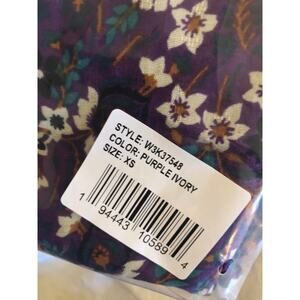 STYLE: W3K37548
COLOR: PURPLE IVORY
SIZE: XS
1 94443 10589 4